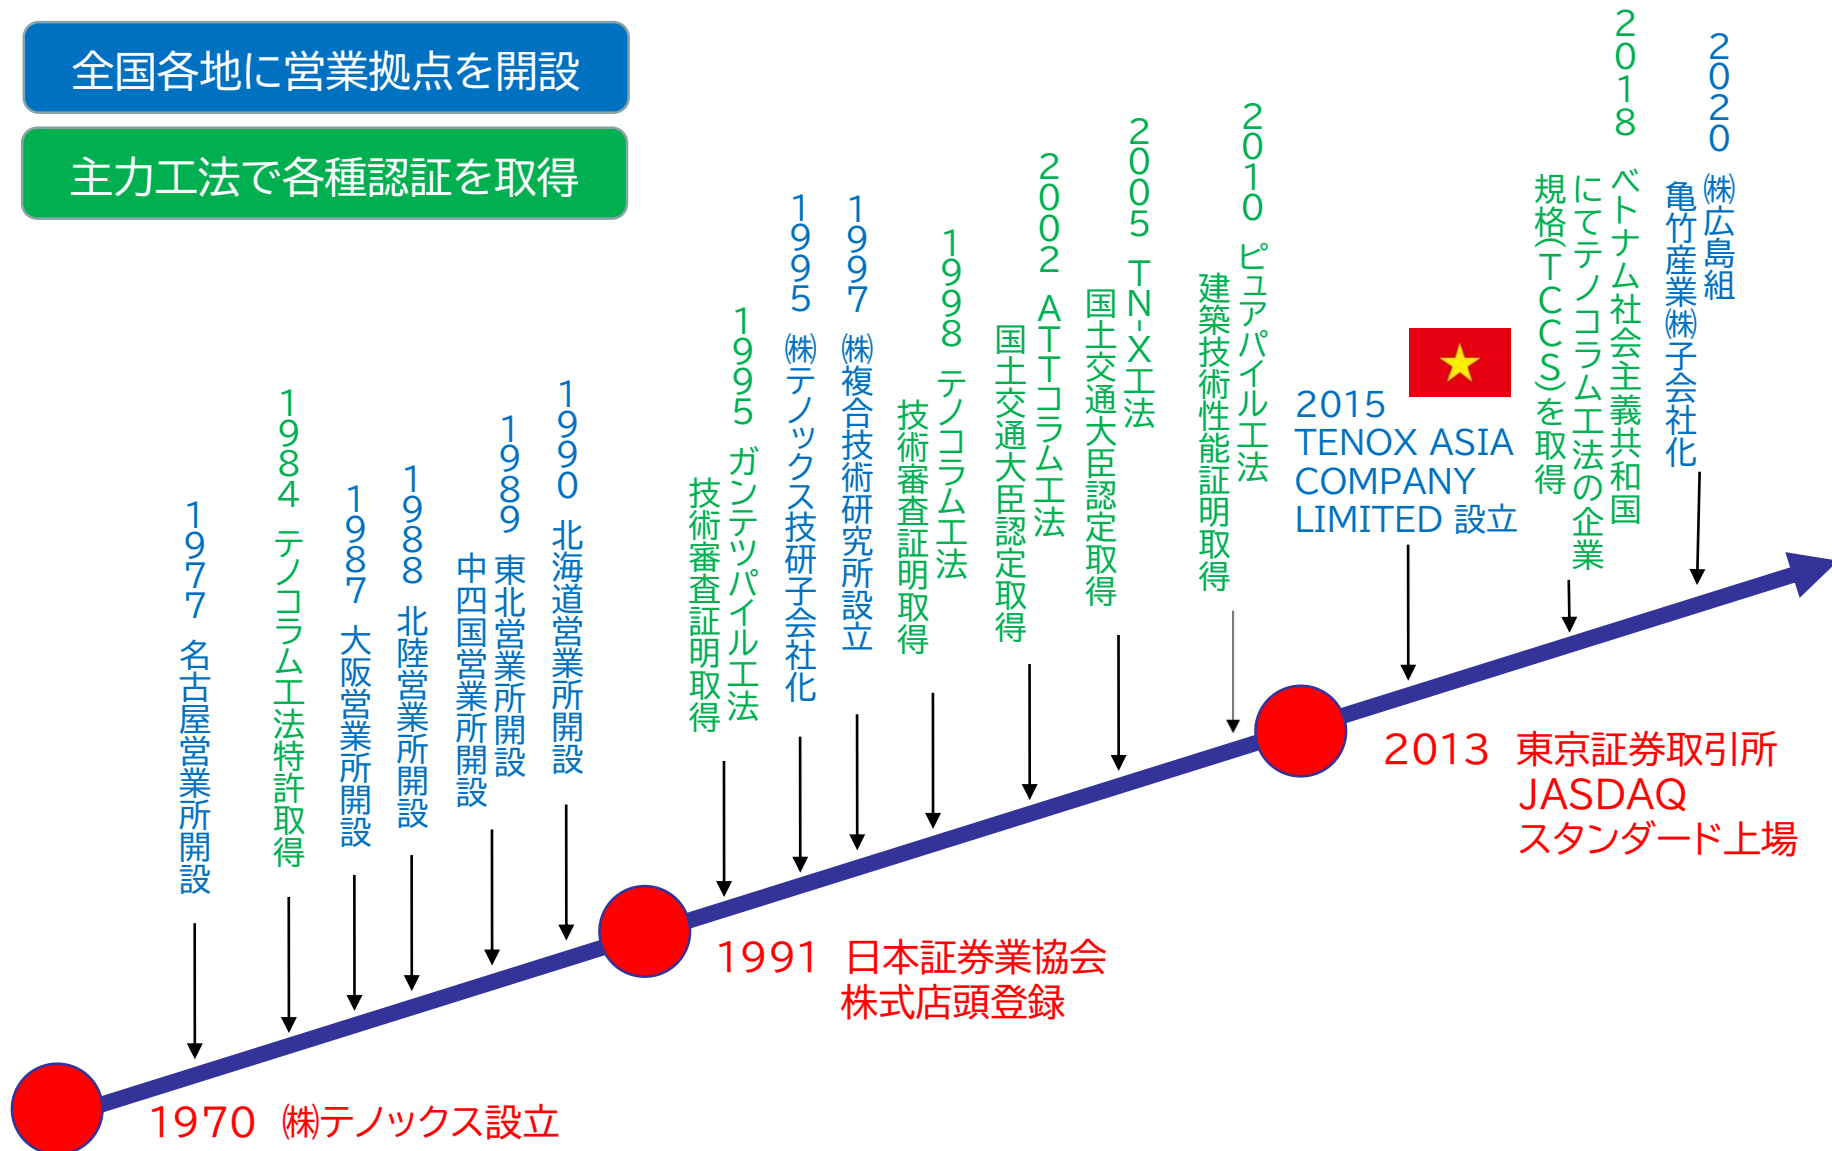 全国各地に営業拠点を開設
主力工法で各種認証を取得
1970 ㈱テノックス設立
1977 名古屋営業所開設
1984 テノコラム工法特許取得
1987 大阪営業所開設
1988 北陸営業所開設
1989 東北営業所開設
中四国営業所開設
1990 北海道営業所開設
1991 日本証券業協会
株式店頭登録
1995 ガンテツパイル工法
技術審査証明取得
1995 ㈱テノックス技研子会社化
1997 ㈱複合技術研究所設立
1998 テノコラム工法
技術審査証明取得
2002 ATTコラム工法
国土交通大臣認定取得
2005 TN-X工法
国土交通大臣認定取得
2010 ピュアパイル工法
建築技術性能証明取得
2013 東京証券取引所
JASDAQ
スタンダード上場
2015
TENOX ASIA
COMPANY
LIMITED 設立
2018 ベトナム社会主義共和国
にてテノコラム工法の企業
規格(TCCS)を取得
2020 ㈱広島組
亀竹産業㈱子会社化